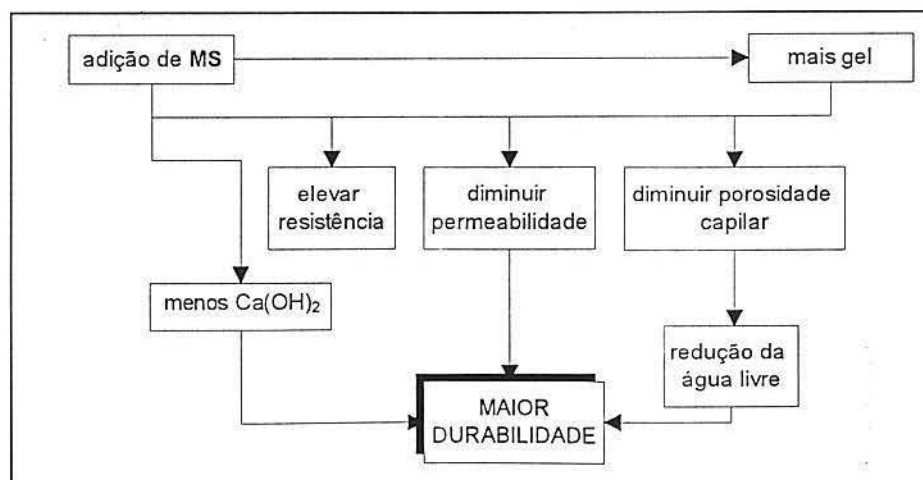 adição de MS
mais gel
elevar
resistência
diminuir
permeabilidade
diminuir porosidade
capilar
menos Ca(OH)₂
redução da
água livre
MAIOR
DURABILIDADE